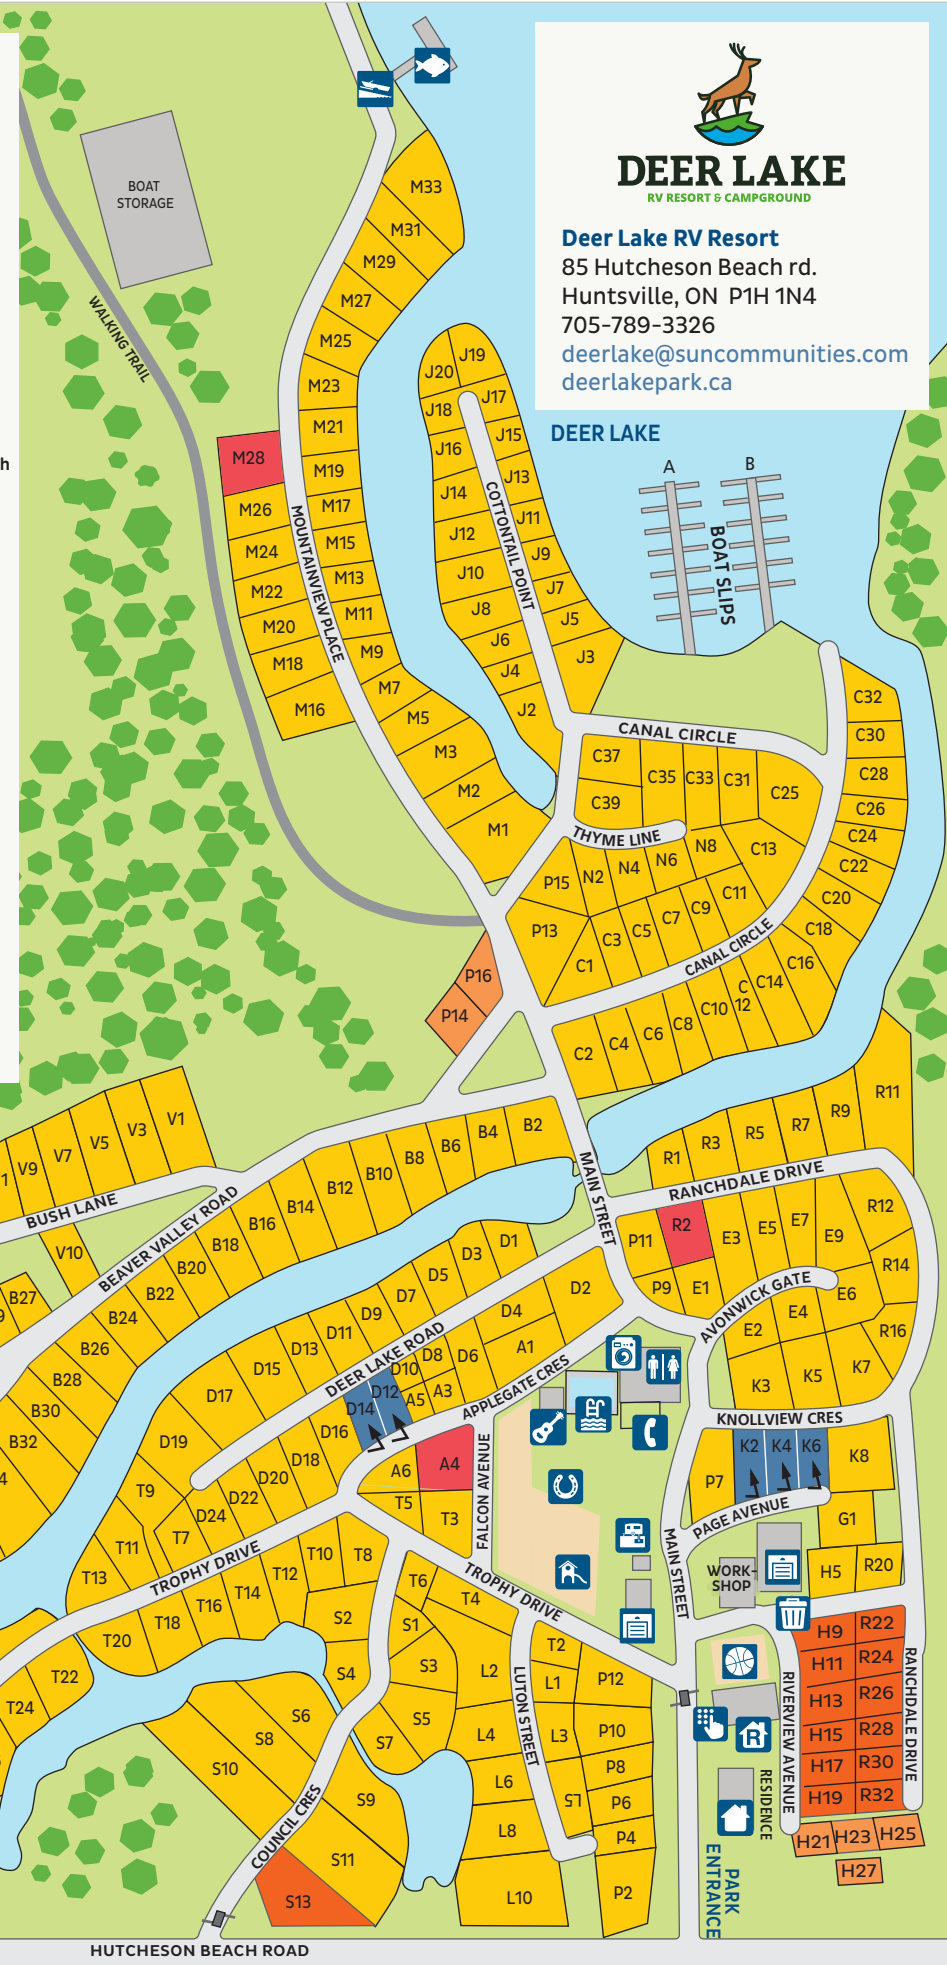 DEER LAKE
RV RESORT & CAMPGROUND
Deer Lake RV Resort
85 Hutcheson Beach rd.
Huntsville, ON P1H 1N4
705-789-3326
deerlake@suncommunities.com
deerlakepark.ca
DEER LAKE
A
B
BOAT SLIPS
BOAT
STORAGE
WALKING TRAIL
h
M33
M31
M29
M27
M25
M23
M21
M28
M19
M26
M17
M24
M15
M22
M13
M20
M11
M18
M9
M16
M7
M5
M3
M2
M1
MOUNTAINVIEW PLACE
J19
J20
J17
J18
J15
J16
J13
J14
J11
J12
J9
J10
J7
J8
J5
J6
J3
J4
J2
COTTONTAIL POINT
CANAL CIRCLE
C32
C30
C28
C26
C24
C22
C20
C18
C16
C14
C
12
C10
C8
C6
C4
C2
C37
C35
C33
C31
C25
C39
THYME LINE
C13
N8
N6
N4
N2
P15
P13
C11
C9
C7
C5
C3
C1
CANAL CIRCLE
P16
P14
V1
V3
V5
V7
V9
1
V10
BUSH LANE
BEAVER VALLEY ROAD
B2
B4
B6
B8
B10
B12
B14
B16
B18
B20
B22
B24
B26
B27
9
B28
B30
B32
4
MAIN STREET
R11
R9
R7
R5
R3
R1
RANCHDALE DRIVE
R12
R2
P11
E3
E5
E7
E9
R14
P9
E1
AVONWICK GATE
E6
E4
E2
R16
K7
K5
K3
KNOLLVIEW CRES
K2
K4
K6
K8
P7
PAGE AVENUE
G1
WORK-
SHOP
H5
R20
MAIN STREET
H9
R22
H11
R24
H13
R26
H15
R28
H17
R30
H19
R32
H21
H23
H25
H27
RANCHDALE DRIVE
RIVERVIEW AVENUE
R
RESIDENCE
PARK
ENTRANCE
D1
D3
D5
D7
D9
D11
D13
D15
D17
D19
D2
D4
D6
D8
D10
D12
D14
D16
D18
D20
D22
D24
DEER LAKE ROAD
A1
A3
A5
A4
A6
APPLEGATE CRES
FALCON AVENUE
T5
T3
T9
T7
T11
T13
TROPHY DRIVE
T8
T10
T12
T14
T16
T18
T20
T22
T24
TROPHY DRIVE
T6
T4
T2
S1
S2
S3
S4
S5
S6
S7
S8
S9
S10
S11
S13
COUNCIL CRES
L2
L1
L4
L3
L6
L5
L8
L10
LUTON STREET
P12
P10
P8
P6
P4
P2
HUTCHESON BEACH ROAD